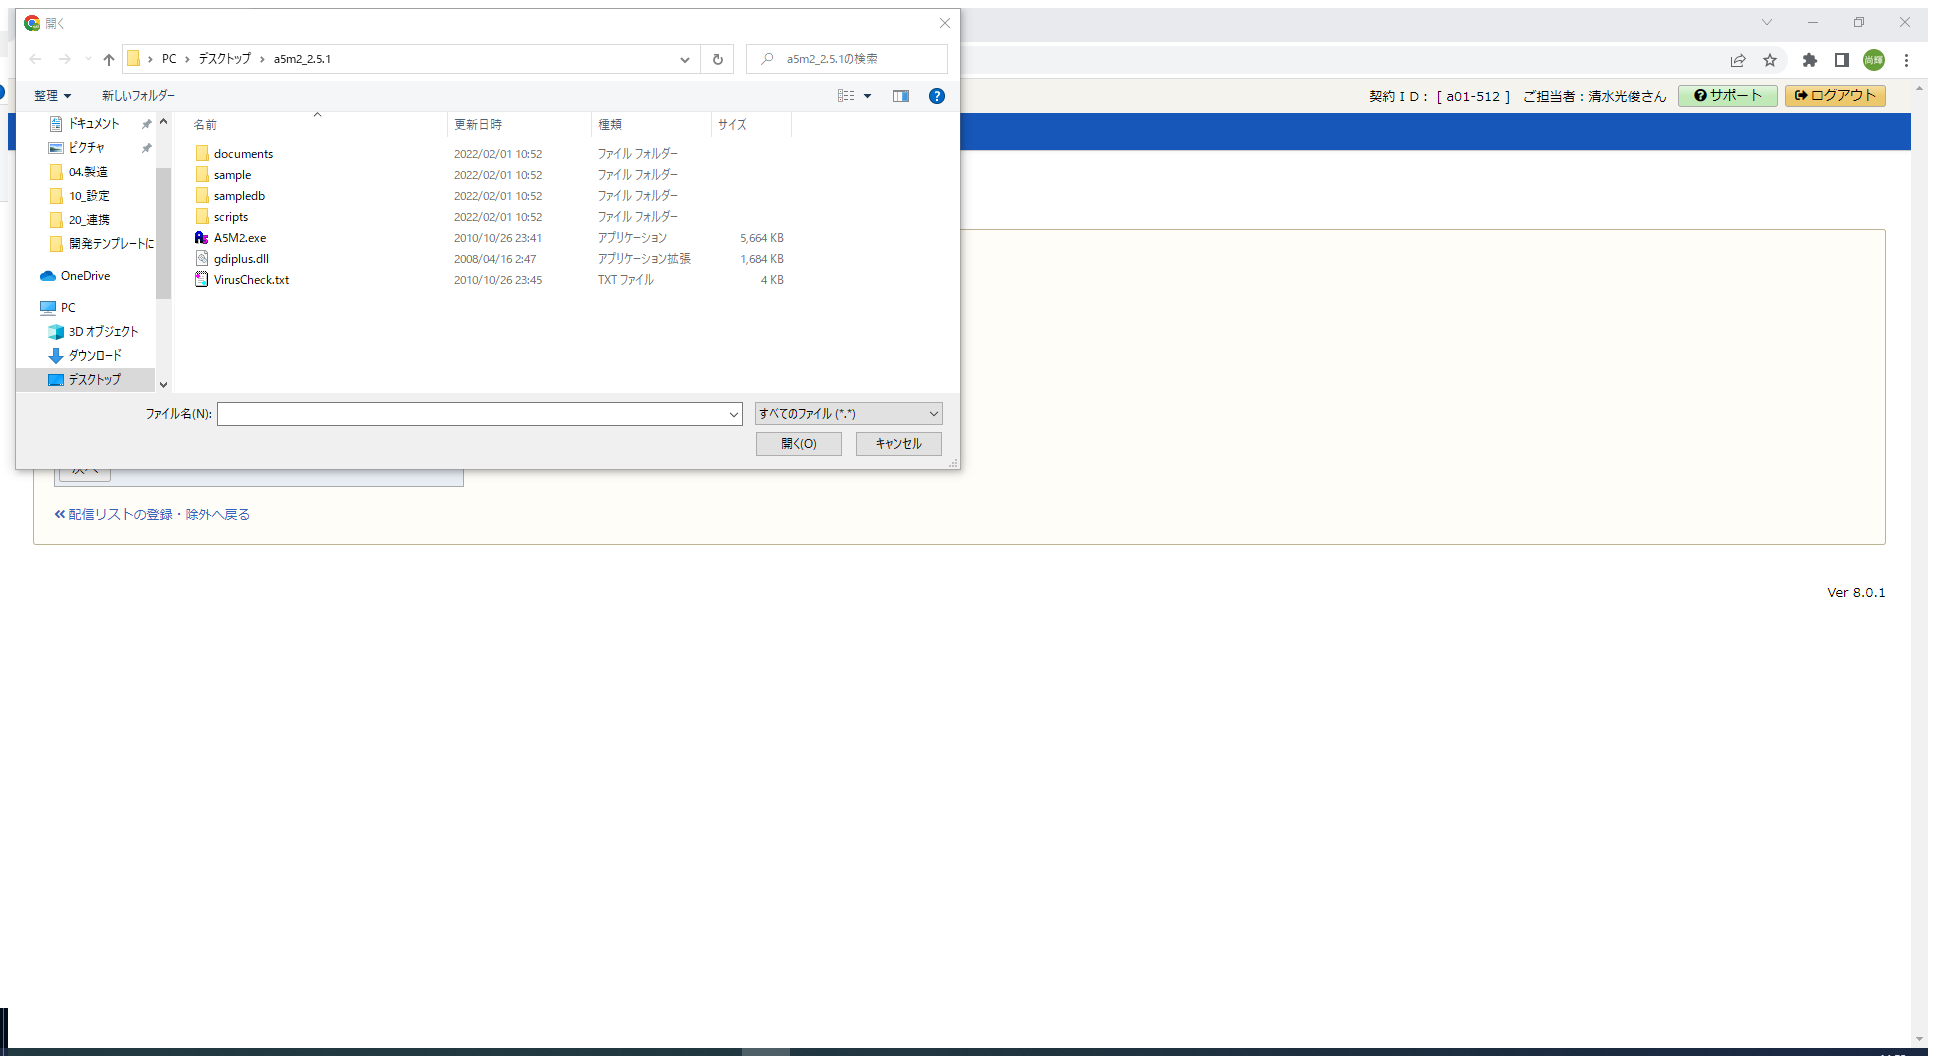 開く
PC › デスクトップ › a5m2_2.5.1
a5m2_2.5.1の検索
尚輝
整理
新しいフォルダー
契約ID：［ a01-512 ］ ご担当者：清水光俊さん
サポート
ログアウト
名前 更新日時 種類 サイズ
ドキュメント
ピクチャ
04.製造
10_設定
20_連携
開発テンプレートに
OneDrive
PC
3D オブジェクト
ダウンロード
デスクトップ
documents 2022/02/01 10:52 ファイル フォルダー
sample 2022/02/01 10:52 ファイル フォルダー
sampledb 2022/02/01 10:52 ファイル フォルダー
scripts 2022/02/01 10:52 ファイル フォルダー
A5M2.exe 2010/10/26 23:41 アプリケーション 5,664 KB
gdiplus.dll 2008/04/16 2:47 アプリケーション拡張 1,684 KB
VirusCheck.txt 2010/10/26 23:45 TXT ファイル 4 KB
ファイル名(N):
すべてのファイル (*.*)
開く(O)
キャンセル
次へ
配信リストの登録・除外へ戻る
Ver 8.0.1